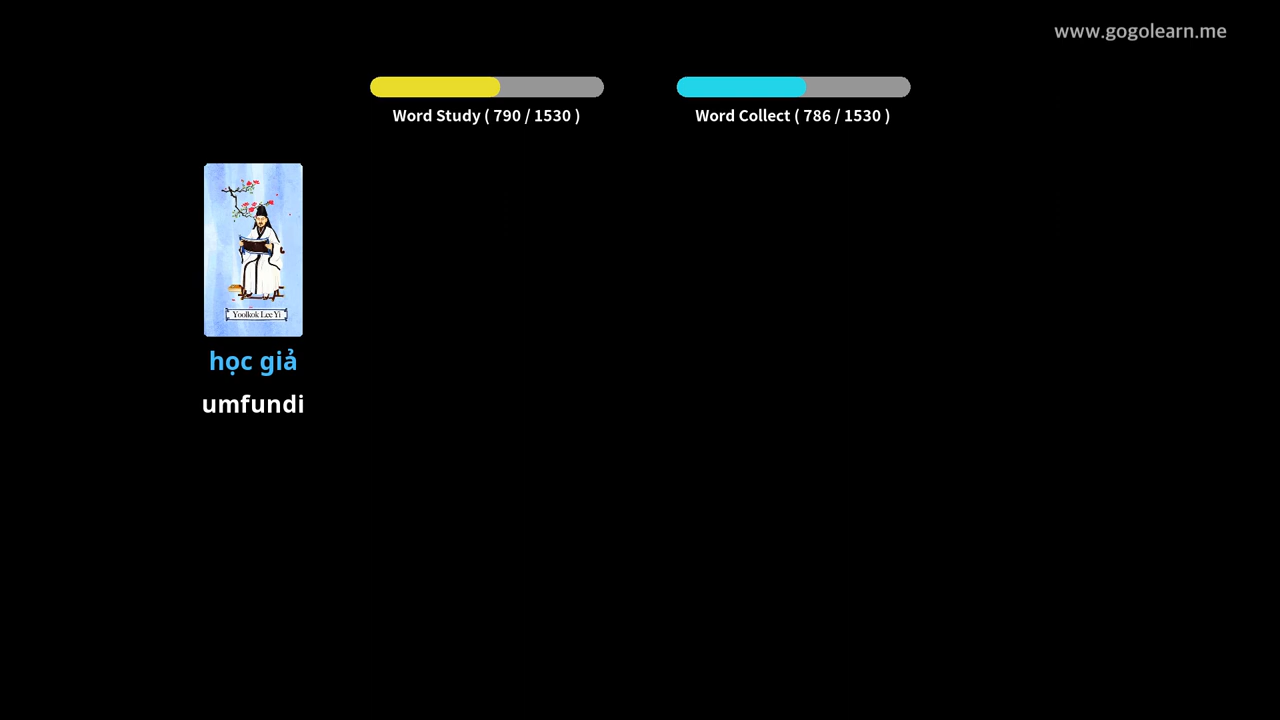 www.gogolearn.me
Word Study ( 790 / 1530 )
Word Collect ( 786 / 1530 )
Yoolkok Lee Yi
học giả
umfundi